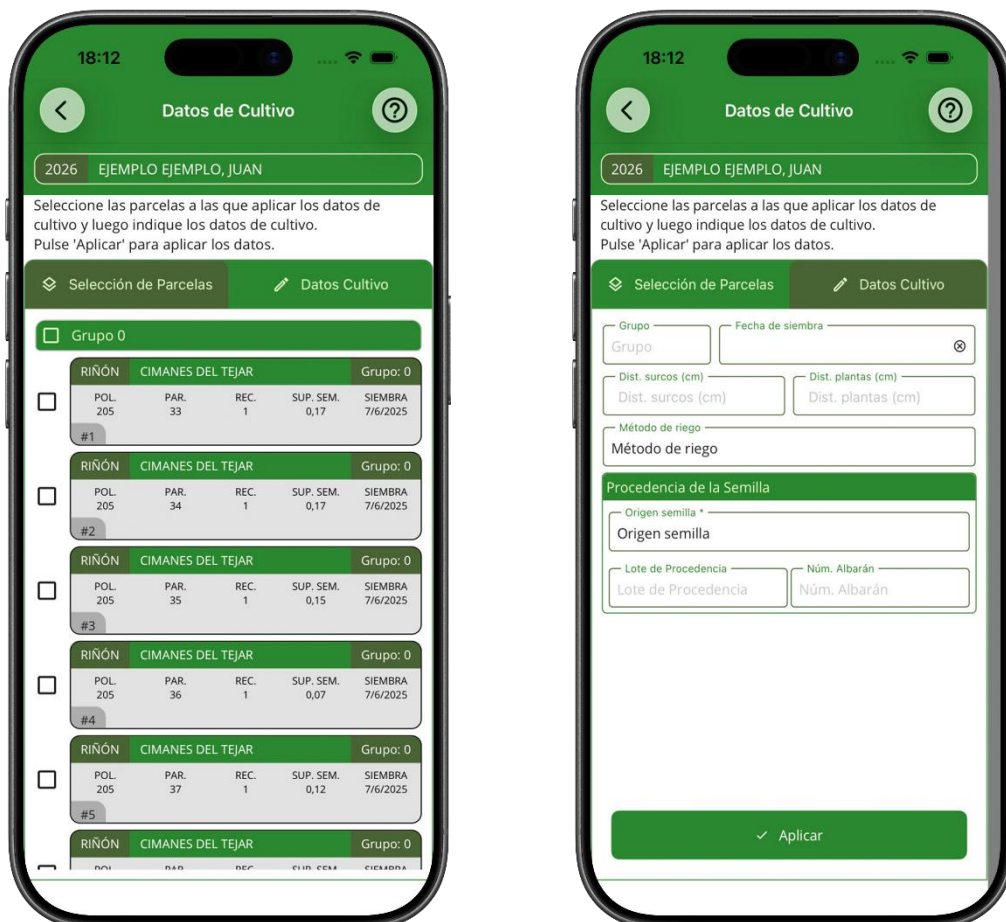 18:12
Datos de Cultivo
2026 EJEMPLO EJEMPLO, JUAN
Seleccione las parcelas a las que aplicar los datos de
cultivo y luego indique los datos de cultivo.
Pulse 'Aplicar' para aplicar los datos.
Selección de Parcelas Datos Cultivo
Grupo 0
RIÑÓN CIMANES DEL TEJAR Grupo: 0
POL. PAR. REC. SUP. SEM. SIEMBRA
205 33 1 0,17 7/6/2025
#1
RIÑÓN CIMANES DEL TEJAR Grupo: 0
POL. PAR. REC. SUP. SEM. SIEMBRA
205 34 1 0,17 7/6/2025
#2
RIÑÓN CIMANES DEL TEJAR Grupo: 0
POL. PAR. REC. SUP. SEM. SIEMBRA
205 35 1 0,15 7/6/2025
#3
RIÑÓN CIMANES DEL TEJAR Grupo: 0
POL. PAR. REC. SUP. SEM. SIEMBRA
205 36 1 0,07 7/6/2025
#4
RIÑÓN CIMANES DEL TEJAR Grupo: 0
POL. PAR. REC. SUP. SEM. SIEMBRA
205 37 1 0,12 7/6/2025
#5
RIÑÓN CIMANES DEL TEJAR Grupo: 0
POL. PAR. REC. SUP. SEM. SIEMBRA
18:12
Datos de Cultivo
2026 EJEMPLO EJEMPLO, JUAN
Seleccione las parcelas a las que aplicar los datos de
cultivo y luego indique los datos de cultivo.
Pulse 'Aplicar' para aplicar los datos.
Selección de Parcelas Datos Cultivo
Grupo Fecha de siembra
Grupo
Dist. surcos (cm) Dist. plantas (cm)
Dist. surcos (cm) Dist. plantas (cm)
Método de riego
Método de riego
Procedencia de la Semilla
Origen semilla *
Origen semilla
Lote de Procedencia Núm. Albarán
Lote de Procedencia Núm. Albarán
Aplicar